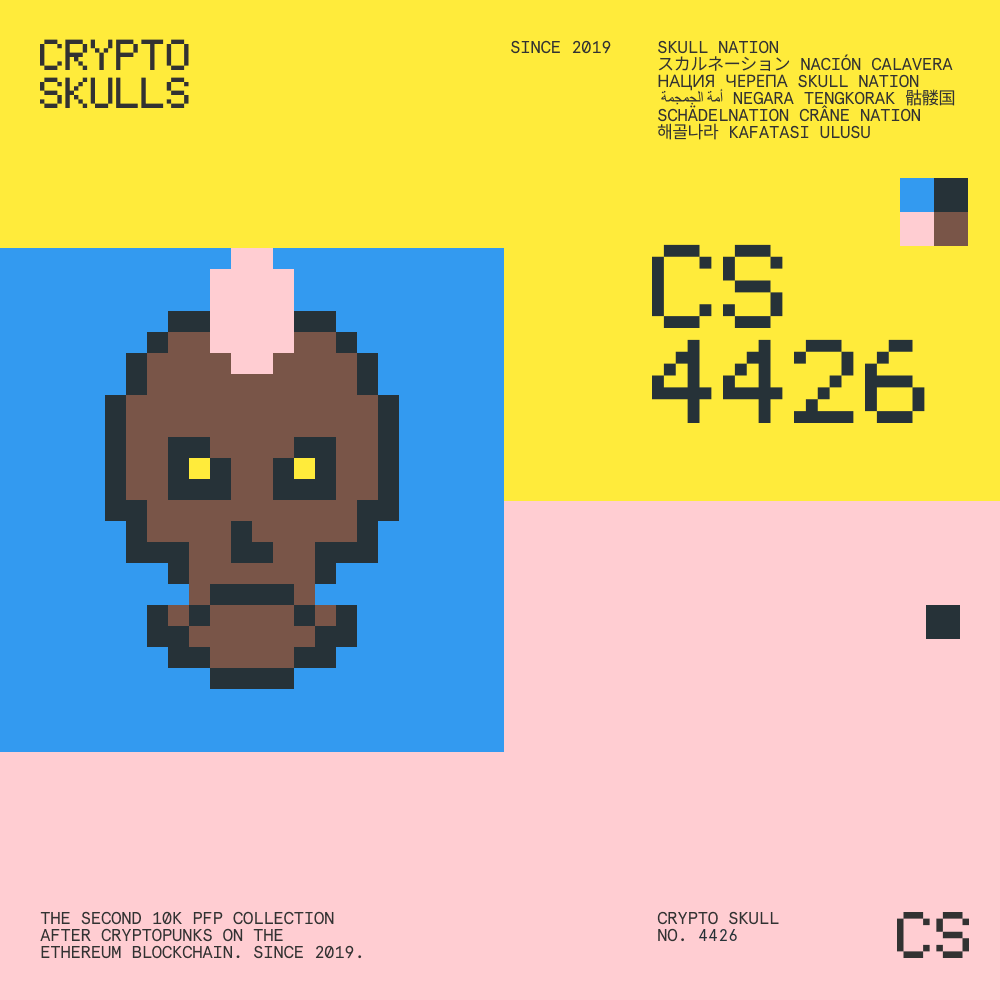 CRYPTO
SKULLS
SINCE 2019
SKULL NATION
スカルネーション NACIÓN CALAVERA
НАЦИЯ ЧЕРЕПА SKULL NATION
أمة الجمجمة NEGARA TENGKORAK 骷髅国
SCHÄDELNATION CRÂNE NATION
해골나라 KAFATASI ULUSU
CS
4426
THE SECOND 10K PFP COLLECTION
AFTER CRYPTOPUNKS ON THE
ETHEREUM BLOCKCHAIN. SINCE 2019.
CRYPTO SKULL
NO. 4426
CS